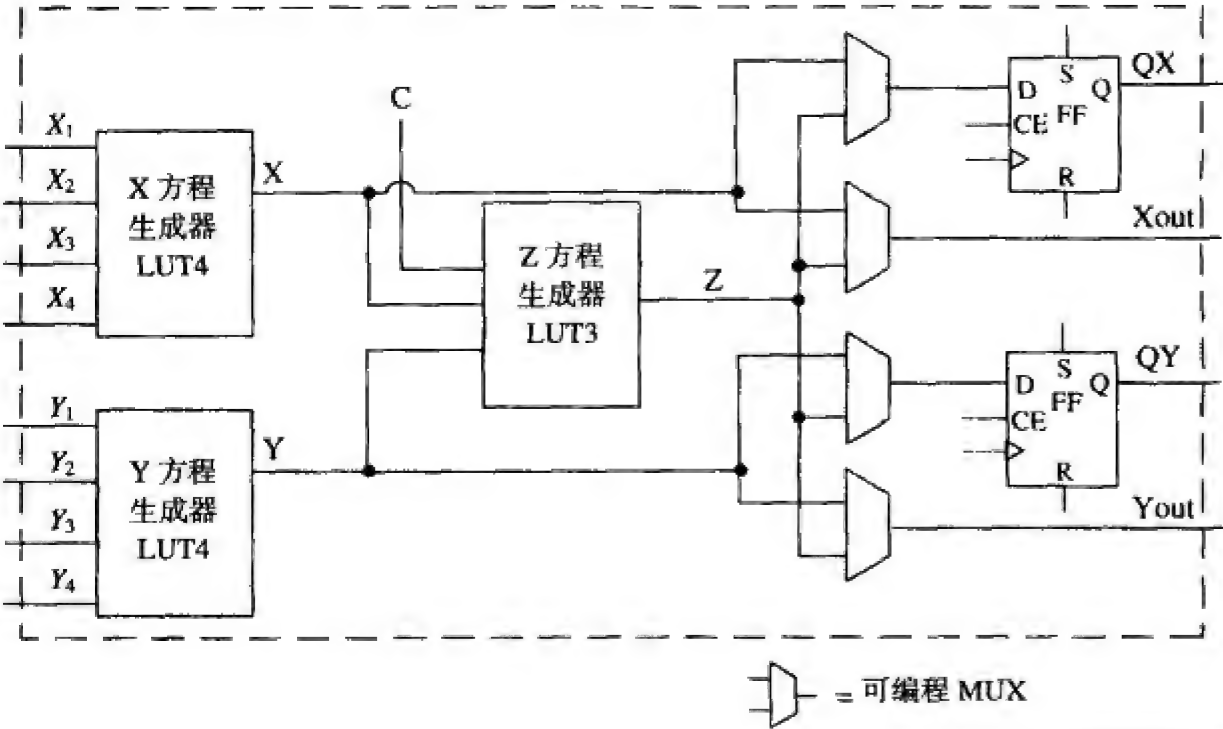 X₁
X₂
X₃
X₄
X 方程
生成器
LUT4
X
C
Y₁
Y₂
Y₃
Y₄
Y 方程
生成器
LUT4
Y
Z 方程
生成器
LUT3
Z
S
D
Q
CE
FF
R
QX
Xout
S
D
Q
FF
CE
R
QY
Yout
= 可编程 MUX